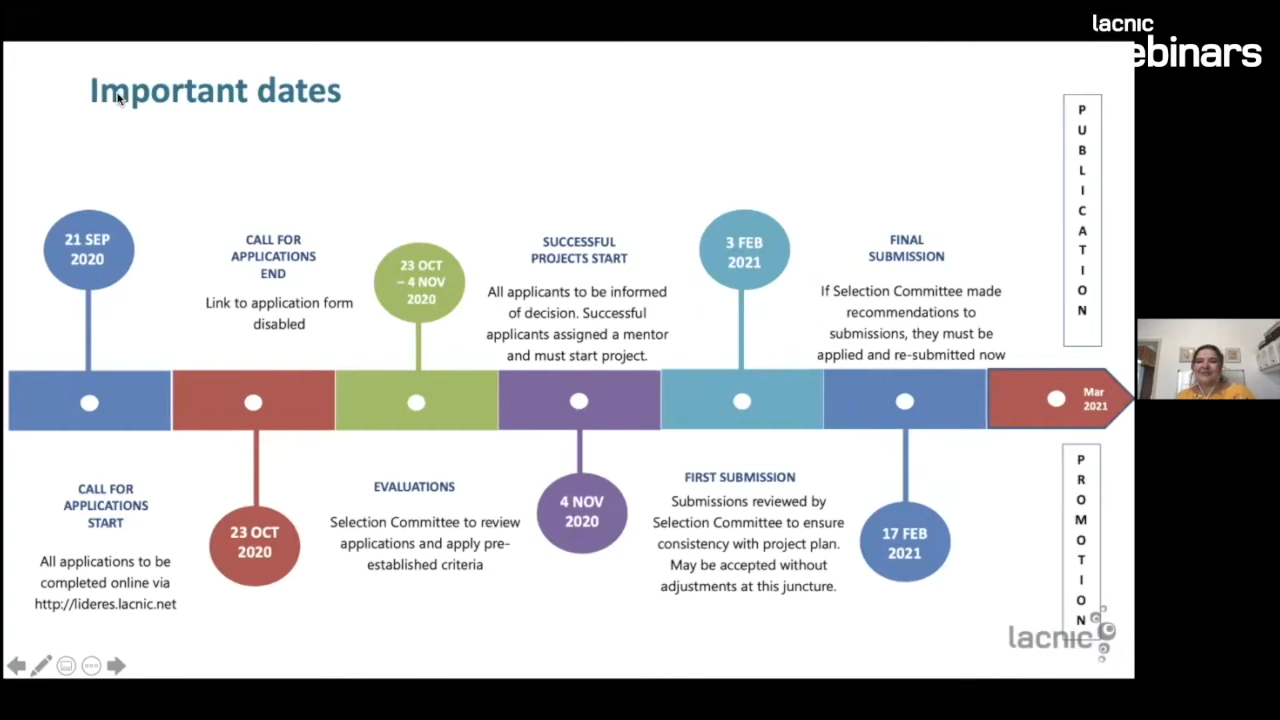 lacnic
ebinars
Important dates
PUBLICATION
21 SEP
2020
CALL FOR
APPLICATIONS
END
Link to application form
disabled
23 OCT
– 4 NOV
2020
SUCCESSFUL
PROJECTS START
All applicants to be informed
of decision. Successful
applicants assigned a mentor
and must start project.
3 FEB
2021
FINAL
SUBMISSION
If Selection Committee made
recommendations to
submissions, they must be
applied and re-submitted now
Mar
2021
CALL FOR
APPLICATIONS
START
All applications to be
completed online via
http://lideres.lacnic.net
23 OCT
2020
EVALUATIONS
Selection Committee to review
applications and apply pre-
established criteria
4 NOV
2020
FIRST SUBMISSION
Submissions reviewed by
Selection Committee to ensure
consistency with project plan.
May be accepted without
adjustments at this juncture.
17 FEB
2021
PROMOTION
lacnic